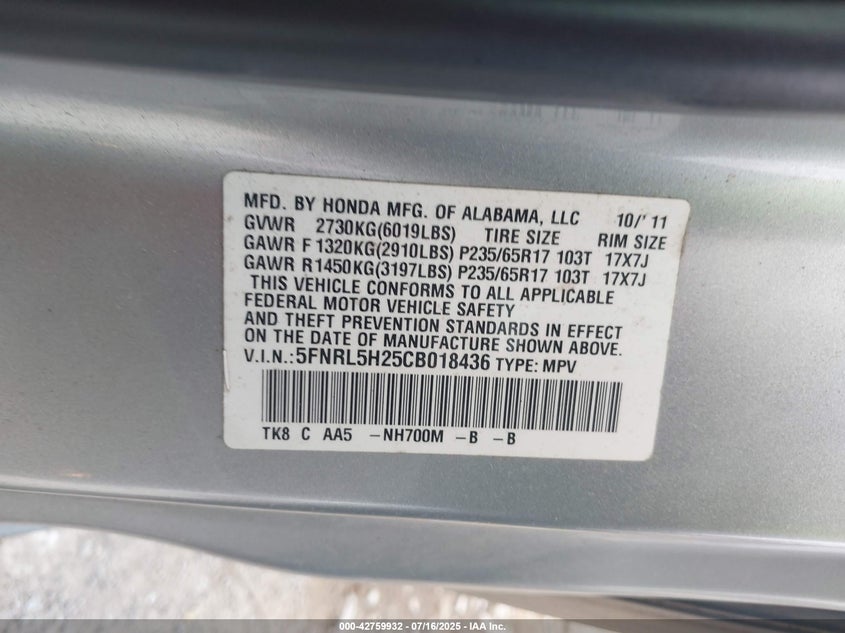 MFD. BY HONDA MFG. OF ALABAMA, LLC 10/'11
GVWR 2730KG(6019LBS) TIRE SIZE RIM SIZE
GAWR F 1320KG(2910LBS) P235/65R17 103T 17X7J
GAWR R1450KG(3197LBS) P235/65R17 103T 17X7J
THIS VEHICLE CONFORMS TO ALL APPLICABLE
FEDERAL MOTOR VEHICLE SAFETY
AND THEFT PREVENTION STANDARDS IN EFFECT
ON THE DATE OF MANUFACTURE SHOWN ABOVE.
V.I.N.:5FNRL5H25CB018436 TYPE: MPV
TK8 C AA5 -NH700M -B -B
000-42759932 - 07/16/2025 - IAA Inc.